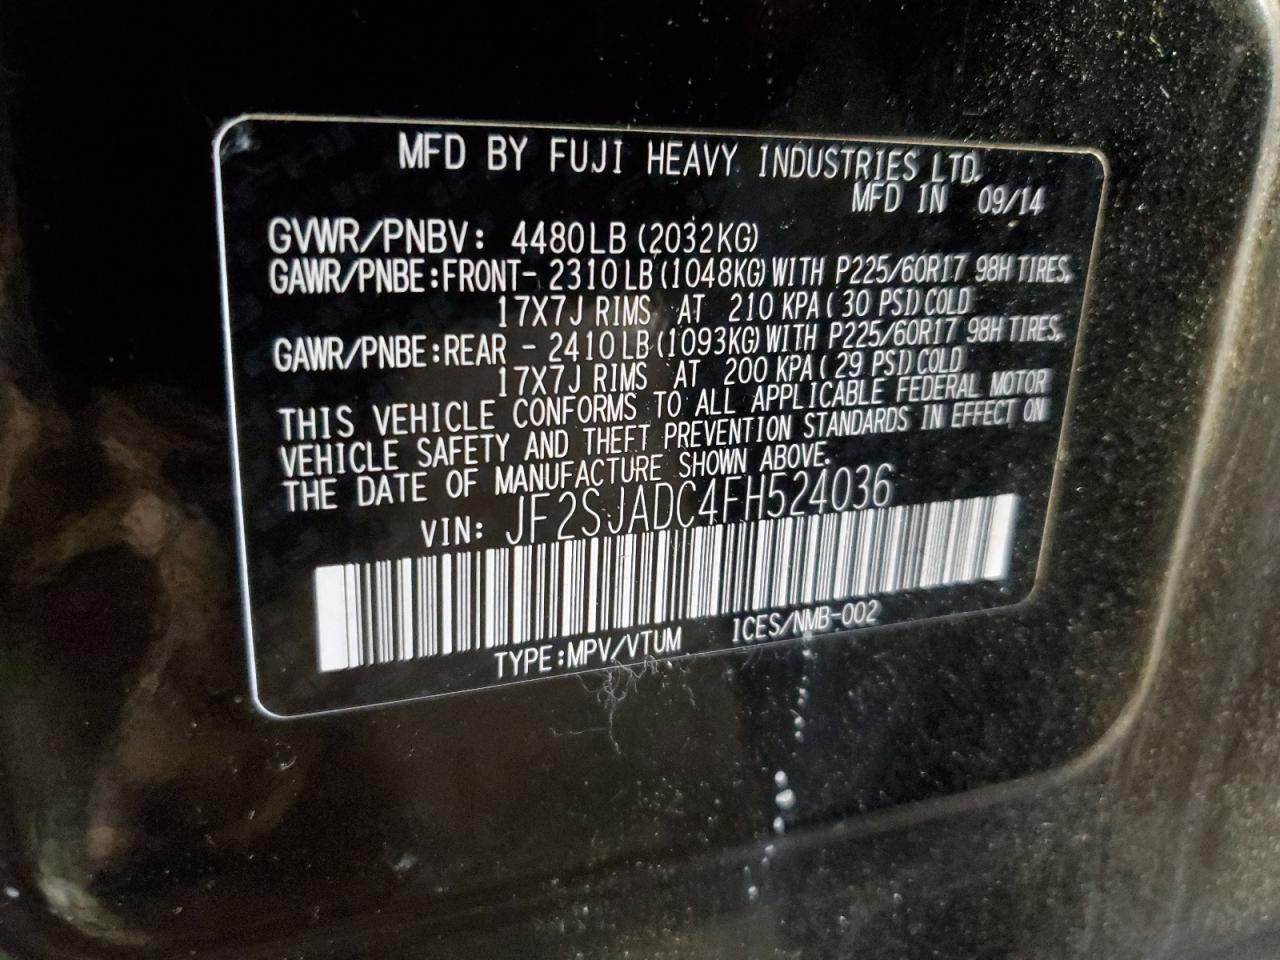 MFD BY FUJI HEAVY INDUSTRIES LTD.
MFD IN 09/14
GVWR/PNBV: 4480LB (2032KG)
GAWR/PNBE:FRONT- 2310LB (1048KG) WITH P225/60R17 98H TIRES,
17X7J RIMS AT 210 KPA ( 30 PSI) COLD
GAWR/PNBE:REAR - 2410LB (1093KG) WITH P225/60R17 98H TIRES,
17X7J RIMS AT 200 KPA ( 29 PSI) COLD
THIS VEHICLE CONFORMS TO ALL APPLICABLE FEDERAL MOTOR
VEHICLE SAFETY AND THEFT PREVENTION STANDARDS IN EFFECT ON
THE DATE OF MANUFACTURE SHOWN ABOVE.
VIN: JF2SJADC4FH524036
TYPE:MPV/VTUM ICES/NMB-002